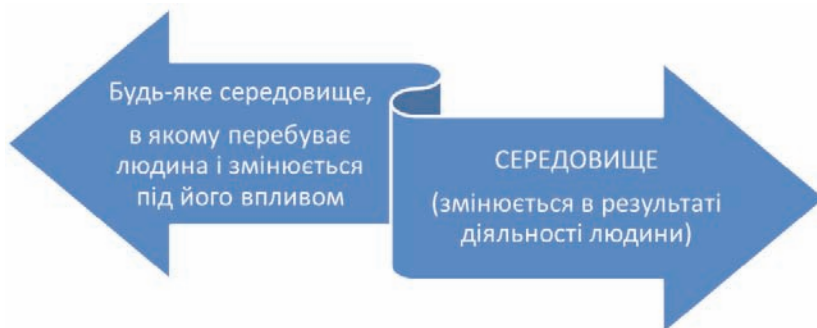 Будь-яке середовище,
в якому перебуває
людина і змінюється
під його впливом
СЕРЕДОВИЩЕ
(змінюється в результаті
діяльності людини)